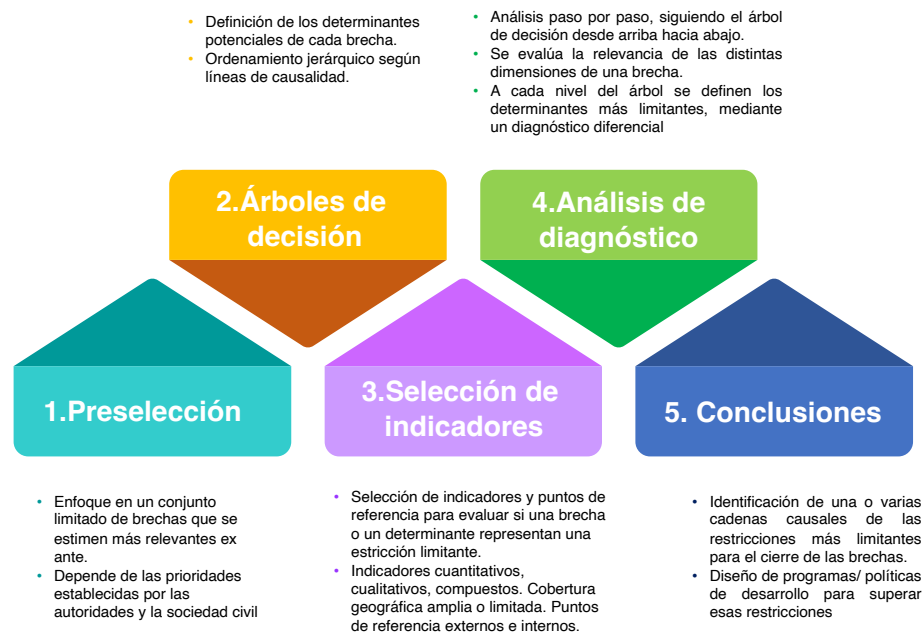 • Definición de los determinantes
potenciales de cada brecha.
• Ordenamiento jerárquico según
líneas de causalidad.
• Análisis paso por paso, siguiendo el árbol
de decisión desde arriba hacia abajo.
• Se evalúa la relevancia de las distintas
dimensiones de una brecha.
• A cada nivel del árbol se definen los
determinantes más limitantes, mediante
un diagnóstico diferencial
2.Árboles de
decisión
4.Análisis de
diagnóstico
1.Preselección
3.Selección de
indicadores
5. Conclusiones
• Enfoque en un conjunto
limitado de brechas que se
estimen más relevantes ex
ante.
• Depende de las prioridades
establecidas por las
autoridades y la sociedad civil
• Selección de indicadores y puntos de
referencia para evaluar si una brecha
o un determinante representan una
estricción limitante.
• Indicadores cuantitativos,
cualitativos, compuestos. Cobertura
geográfica amplia o limitada. Puntos
de referencia externos e internos.
• Identificación de una o varias
cadenas causales de las
restricciones más limitantes
para el cierre de las brechas.
• Diseño de programas/ políticas
de desarrollo para superar
esas restricciones